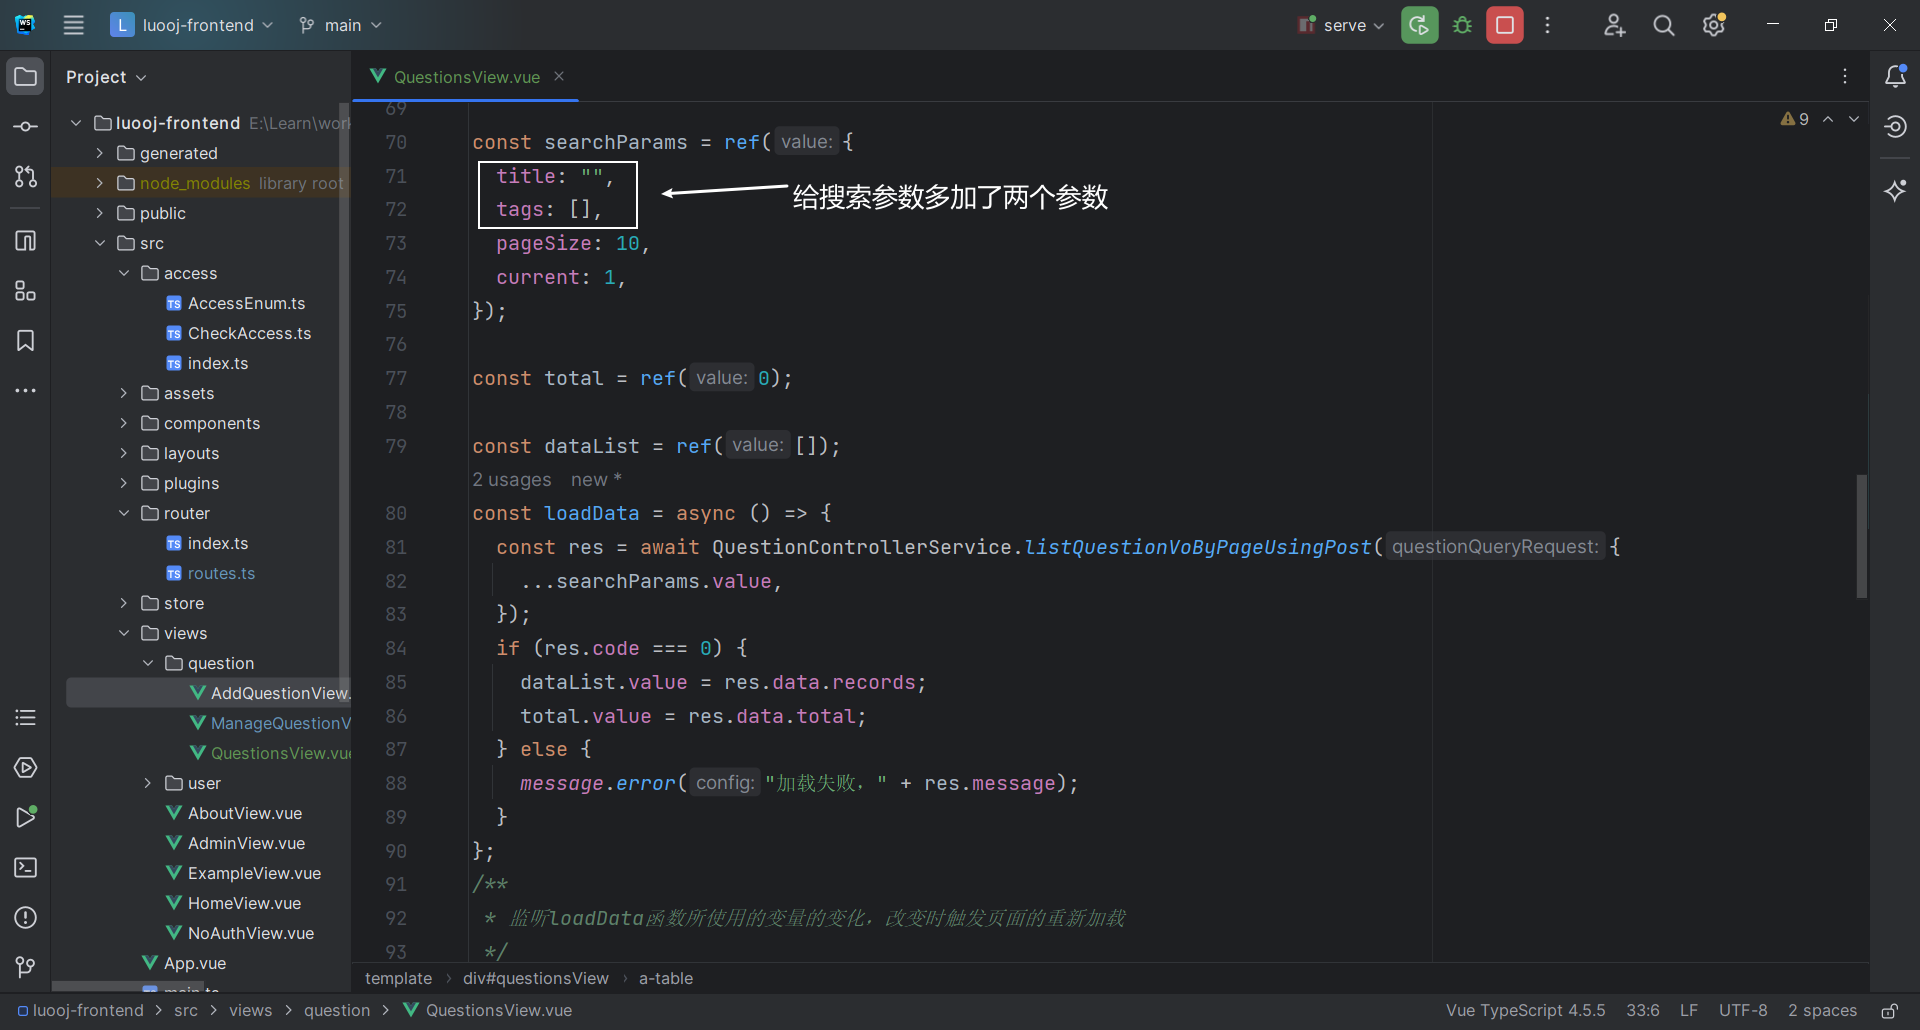 L luooj-frontend main serve
Project
luooj-frontend E:\Learn\work
generated
node_modules library root
public
src
access
TS AccessEnum.ts
TS CheckAccess.ts
TS index.ts
assets
components
layouts
plugins
router
TS index.ts
TS routes.ts
store
views
question
AddQuestionView.
ManageQuestionV
QuestionsView.vue
user
AboutView.vue
AdminView.vue
ExampleView.vue
HomeView.vue
NoAuthView.vue
App.vue
main.ts
QuestionsView.vue
9
69
70 const searchParams = ref( value: {
71 title: "",
给搜索参数多加了两个参数
72 tags: [],
73 pageSize: 10,
74 current: 1,
75 });
76
77 const total = ref( value: 0);
78
79 const dataList = ref( value: []);
2 usages new *
80 const loadData = async () => {
81 const res = await QuestionControllerService.listQuestionVoByPageUsingPost( questionQueryRequest: {
82 ...searchParams.value,
83 });
84 if (res.code === 0) {
85 dataList.value = res.data.records;
86 total.value = res.data.total;
87 } else {
88 message.error( config: "加载失败，" + res.message);
89 }
90 };
91 /**
92 * 监听loadData函数所使用的变量的变化，改变时触发页面的重新加载
93 */
template › div#questionsView › a-table
luooj-frontend > src > views > question > QuestionsView.vue
Vue TypeScript 4.5.5 33:6 LF UTF-8 2 spaces